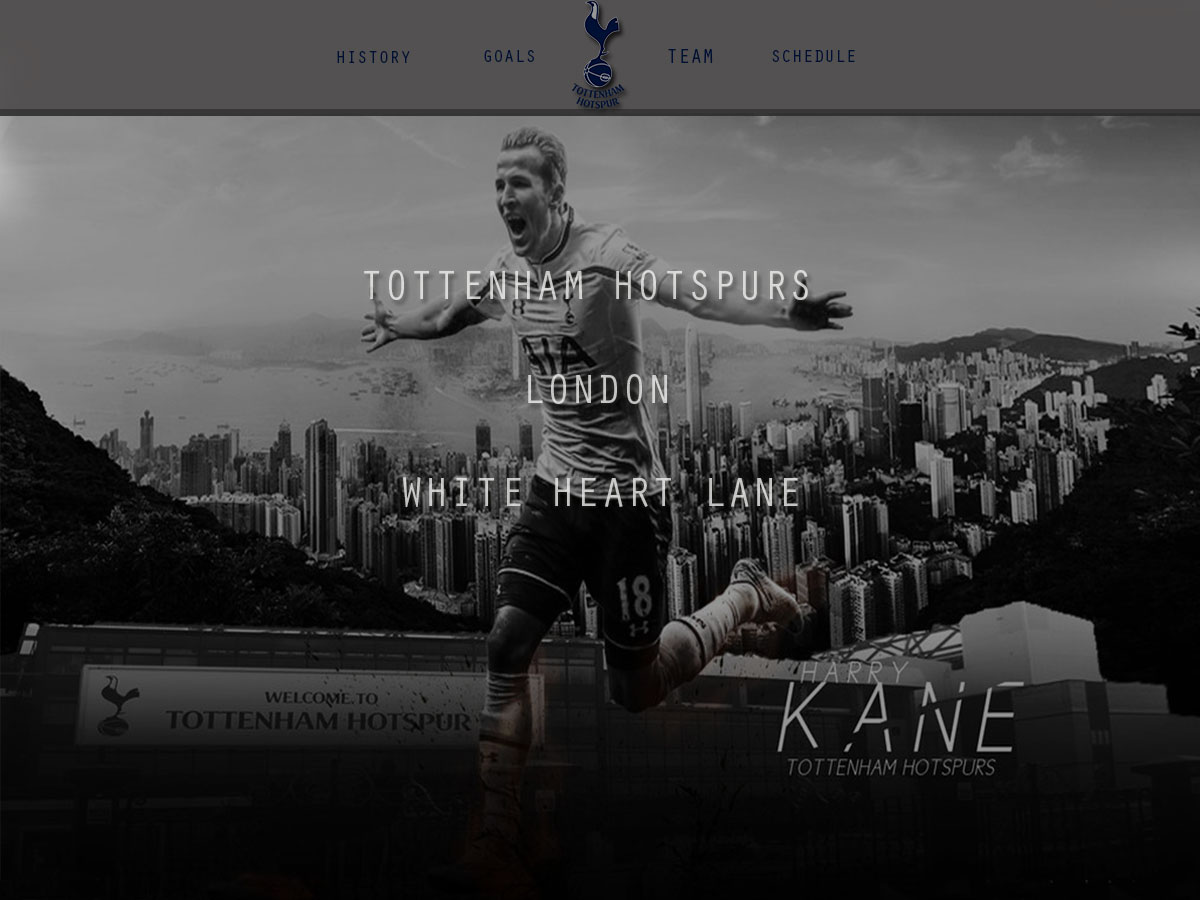 HISTORY GOALS TEAM SCHEDULE
TOTTENHAM
HOTSPUR
TOTTENHAM HOTSPURS
8
AIA
LONDON
WHITE HEART LANE
18
HARRY
KANE
TOTTENHAM HOTSPURS
WELCOME TO
TOTTENHAM HOTSPUR